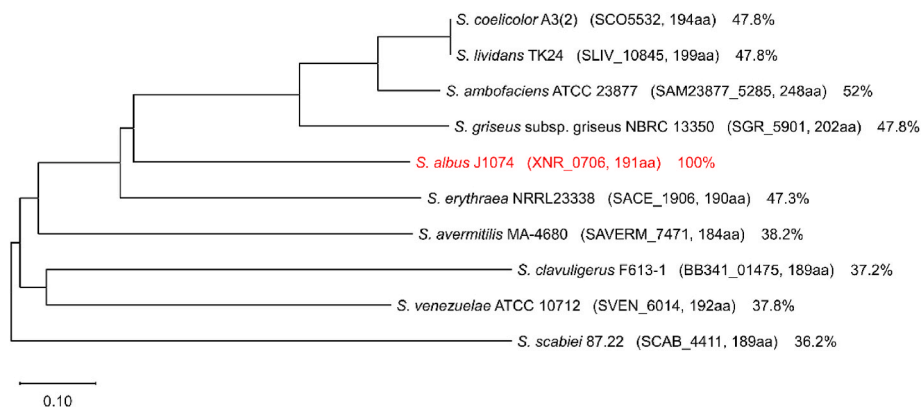 S. coelicolor A3(2) (SCO5532, 194aa) 47.8%
S. lividans TK24 (SLIV_10845, 199aa) 47.8%
S. ambofaciens ATCC 23877 (SAM23877_5285, 248aa) 52%
S. griseus subsp. griseus NBRC 13350 (SGR_5901, 202aa) 47.8%
S. albus J1074 (XNR_0706, 191aa) 100%
S. erythraea NRRL23338 (SACE_1906, 190aa) 47.3%
S. avermitilis MA-4680 (SAVERM_7471, 184aa) 38.2%
S. clavuligerus F613-1 (BB341_01475, 189aa) 37.2%
S. venezuelae ATCC 10712 (SVEN_6014, 192aa) 37.8%
S. scabiei 87.22 (SCAB_4411, 189aa) 36.2%
0.10